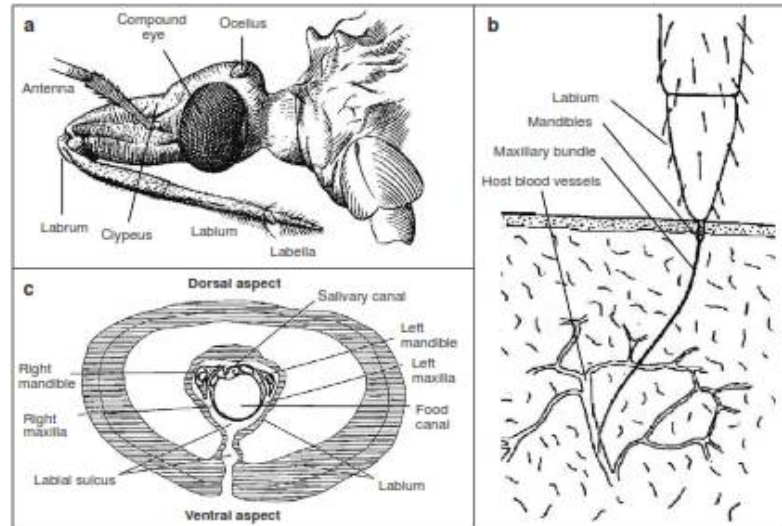 a
Compound
eye
Ocellus
Antenna
Labrum
Clypeus
Labium
Labella
b
Labium
Mandibles
Maxillary bundle
Host blood vessels
c
Dorsal aspect
Salivary canal
Left
mandible
Right
mandible
Left
maxilla
Right
maxilla
Food
canal
Labial sulcus
Labium
Ventral aspect